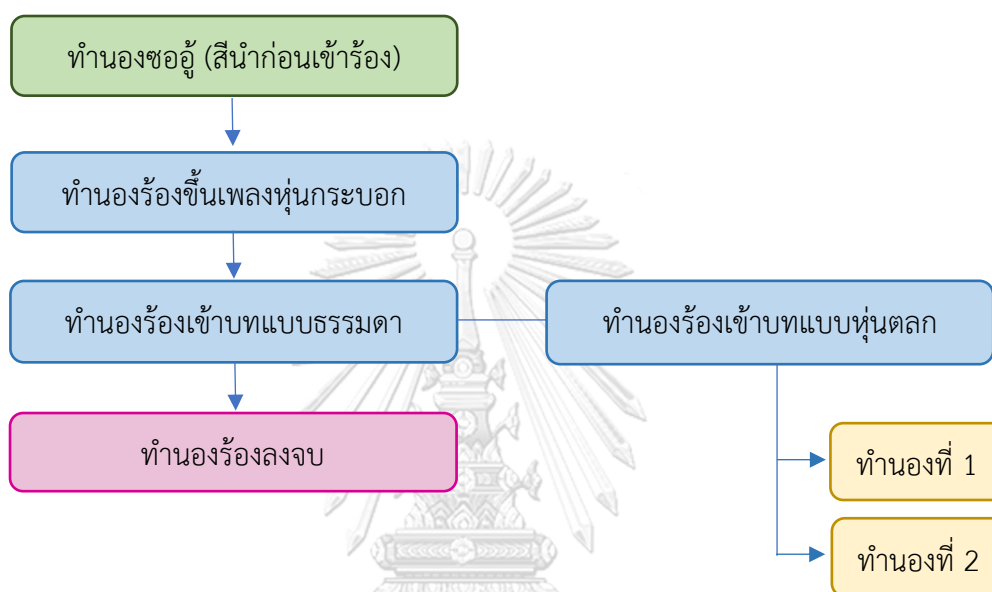 ทำนองซออู้ (สีนำก่อนเข้าร้อง)
ทำนองร้องขึ้นเพลงหุ่นกระบอก
ทำนองร้องเข้าบทแบบธรรมดา
ทำนองร้องเข้าบทแบบหุ่นตลก
ทำนองร้องลงจบ
ทำนองที่ 1
ทำนองที่ 2